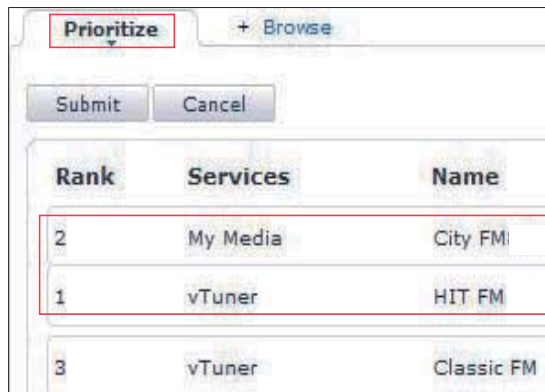 Prioritize + Browse
Submit Cancel
Rank Services Name
2 My Media City FM
1 vTuner HIT FM
3 vTuner Classic FM